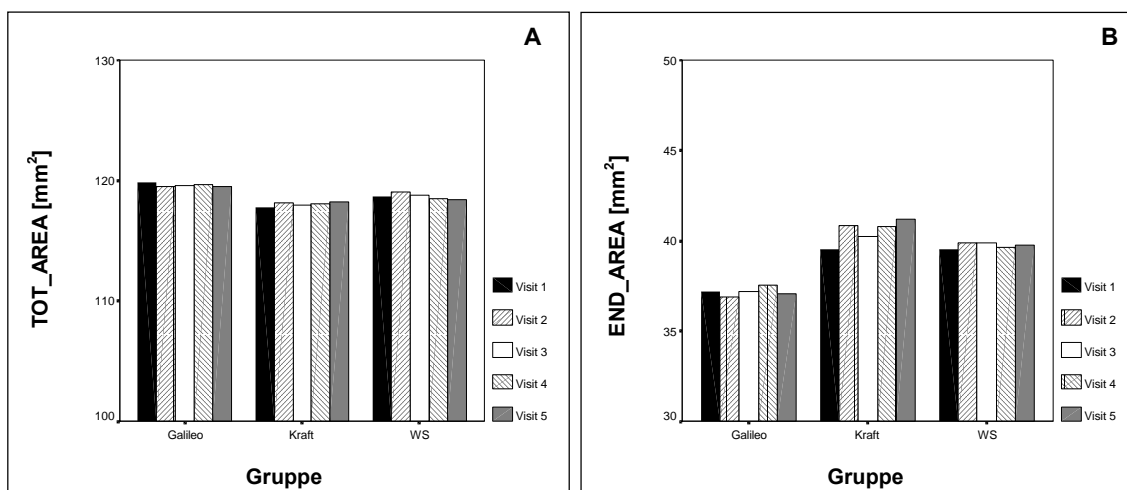 A
TOT_AREA [mm²]
130
120
110
100
Galileo
Kraft
WS
Gruppe
Visit 1
Visit 2
Visit 3
Visit 4
Visit 5
B
END_AREA [mm²]
50
45
40
35
30
Galileo
Kraft
WS
Gruppe
Visit 1
Visit 2
Visit 3
Visit 4
Visit 5